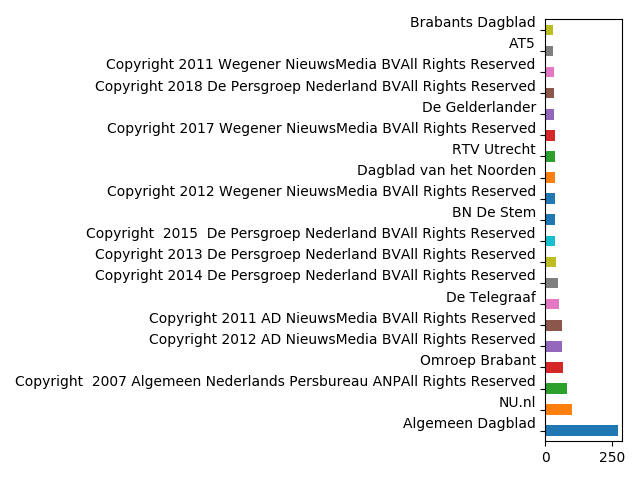 Brabants Dagblad
AT5
Copyright 2011 Wegener NieuwsMedia BVAll Rights Reserved
Copyright 2018 De Persgroep Nederland BVAll Rights Reserved
De Gelderlander
Copyright 2017 Wegener NieuwsMedia BVAll Rights Reserved
RTV Utrecht
Dagblad van het Noorden
Copyright 2012 Wegener NieuwsMedia BVAll Rights Reserved
BN De Stem
Copyright  2015  De Persgroep Nederland BVAll Rights Reserved
Copyright 2013 De Persgroep Nederland BVAll Rights Reserved
Copyright 2014 De Persgroep Nederland BVAll Rights Reserved
De Telegraaf
Copyright 2011 AD NieuwsMedia BVAll Rights Reserved
Copyright 2012 AD NieuwsMedia BVAll Rights Reserved
Omroep Brabant
Copyright  2007 Algemeen Nederlands Persbureau ANPAll Rights Reserved
NU.nl
Algemeen Dagblad
0 250